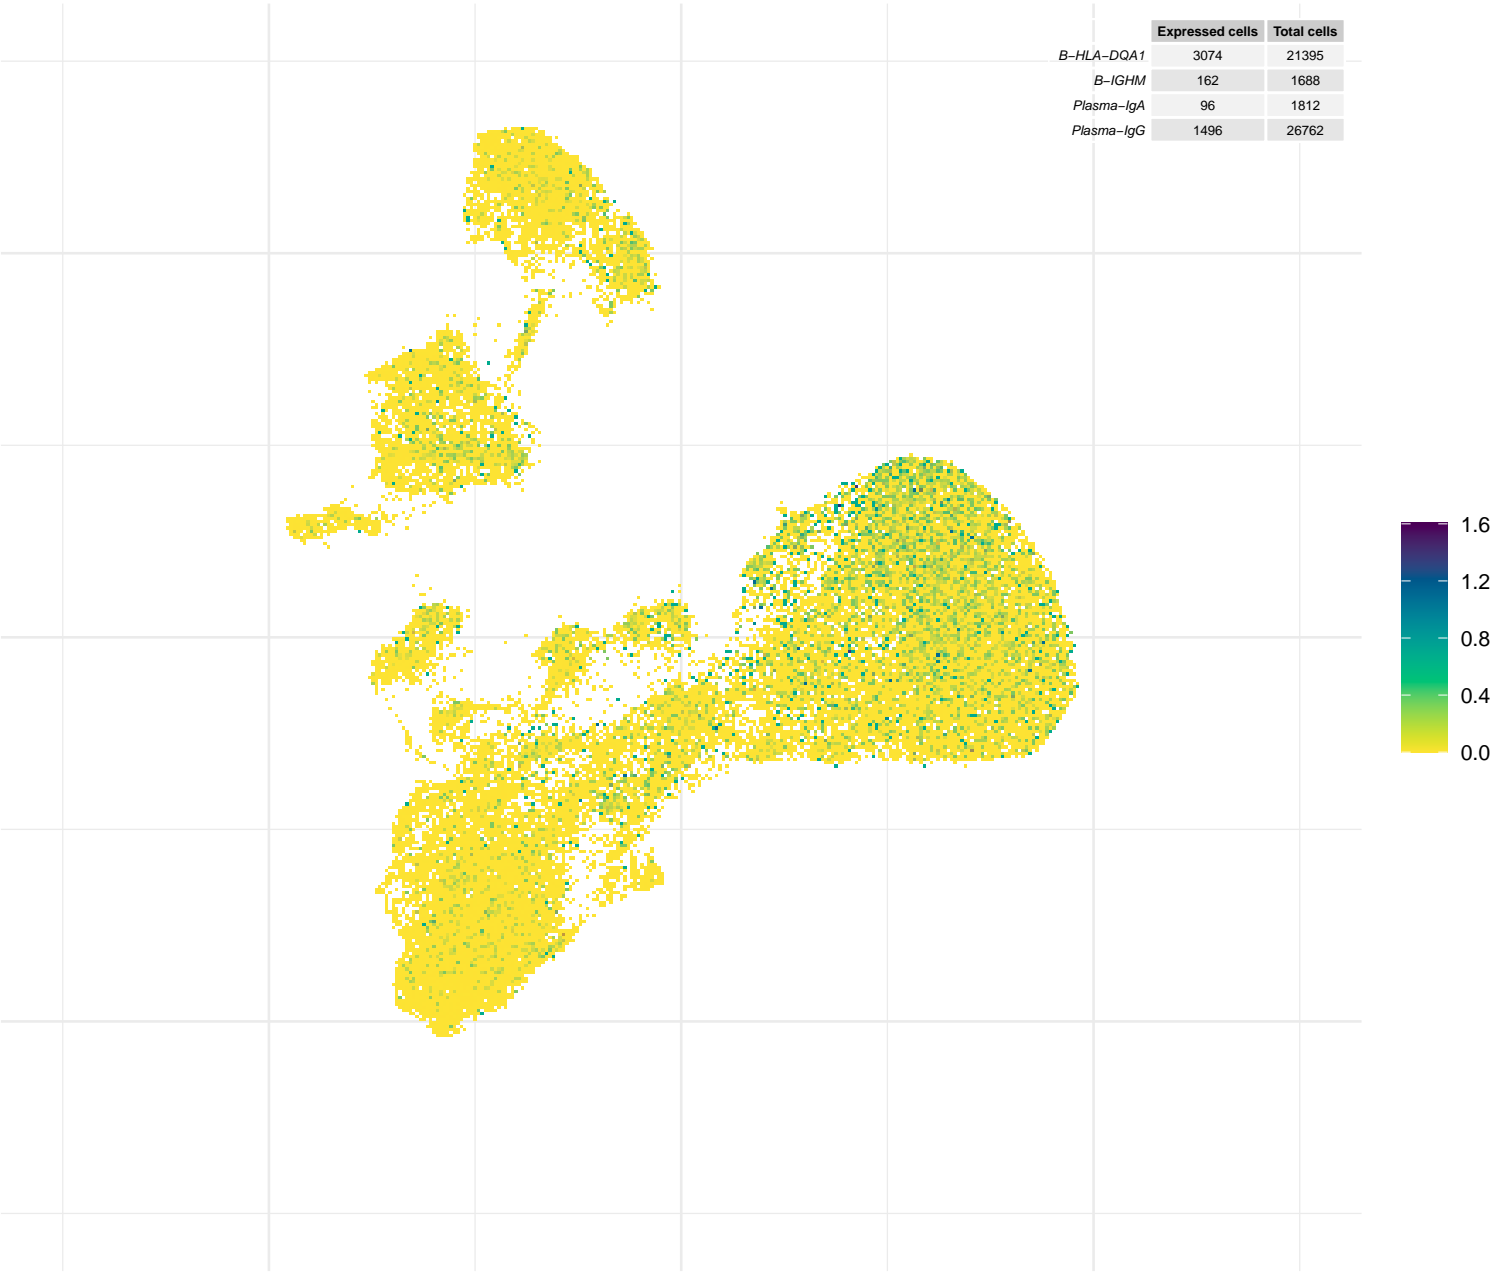 Expressed cells Total cells
B−HLA−DQA1 3074 21395
B−IGHM 162 1688
Plasma−IgA 96 1812
Plasma−IgG 1496 26762
1.6
1.2
0.8
0.4
0.0